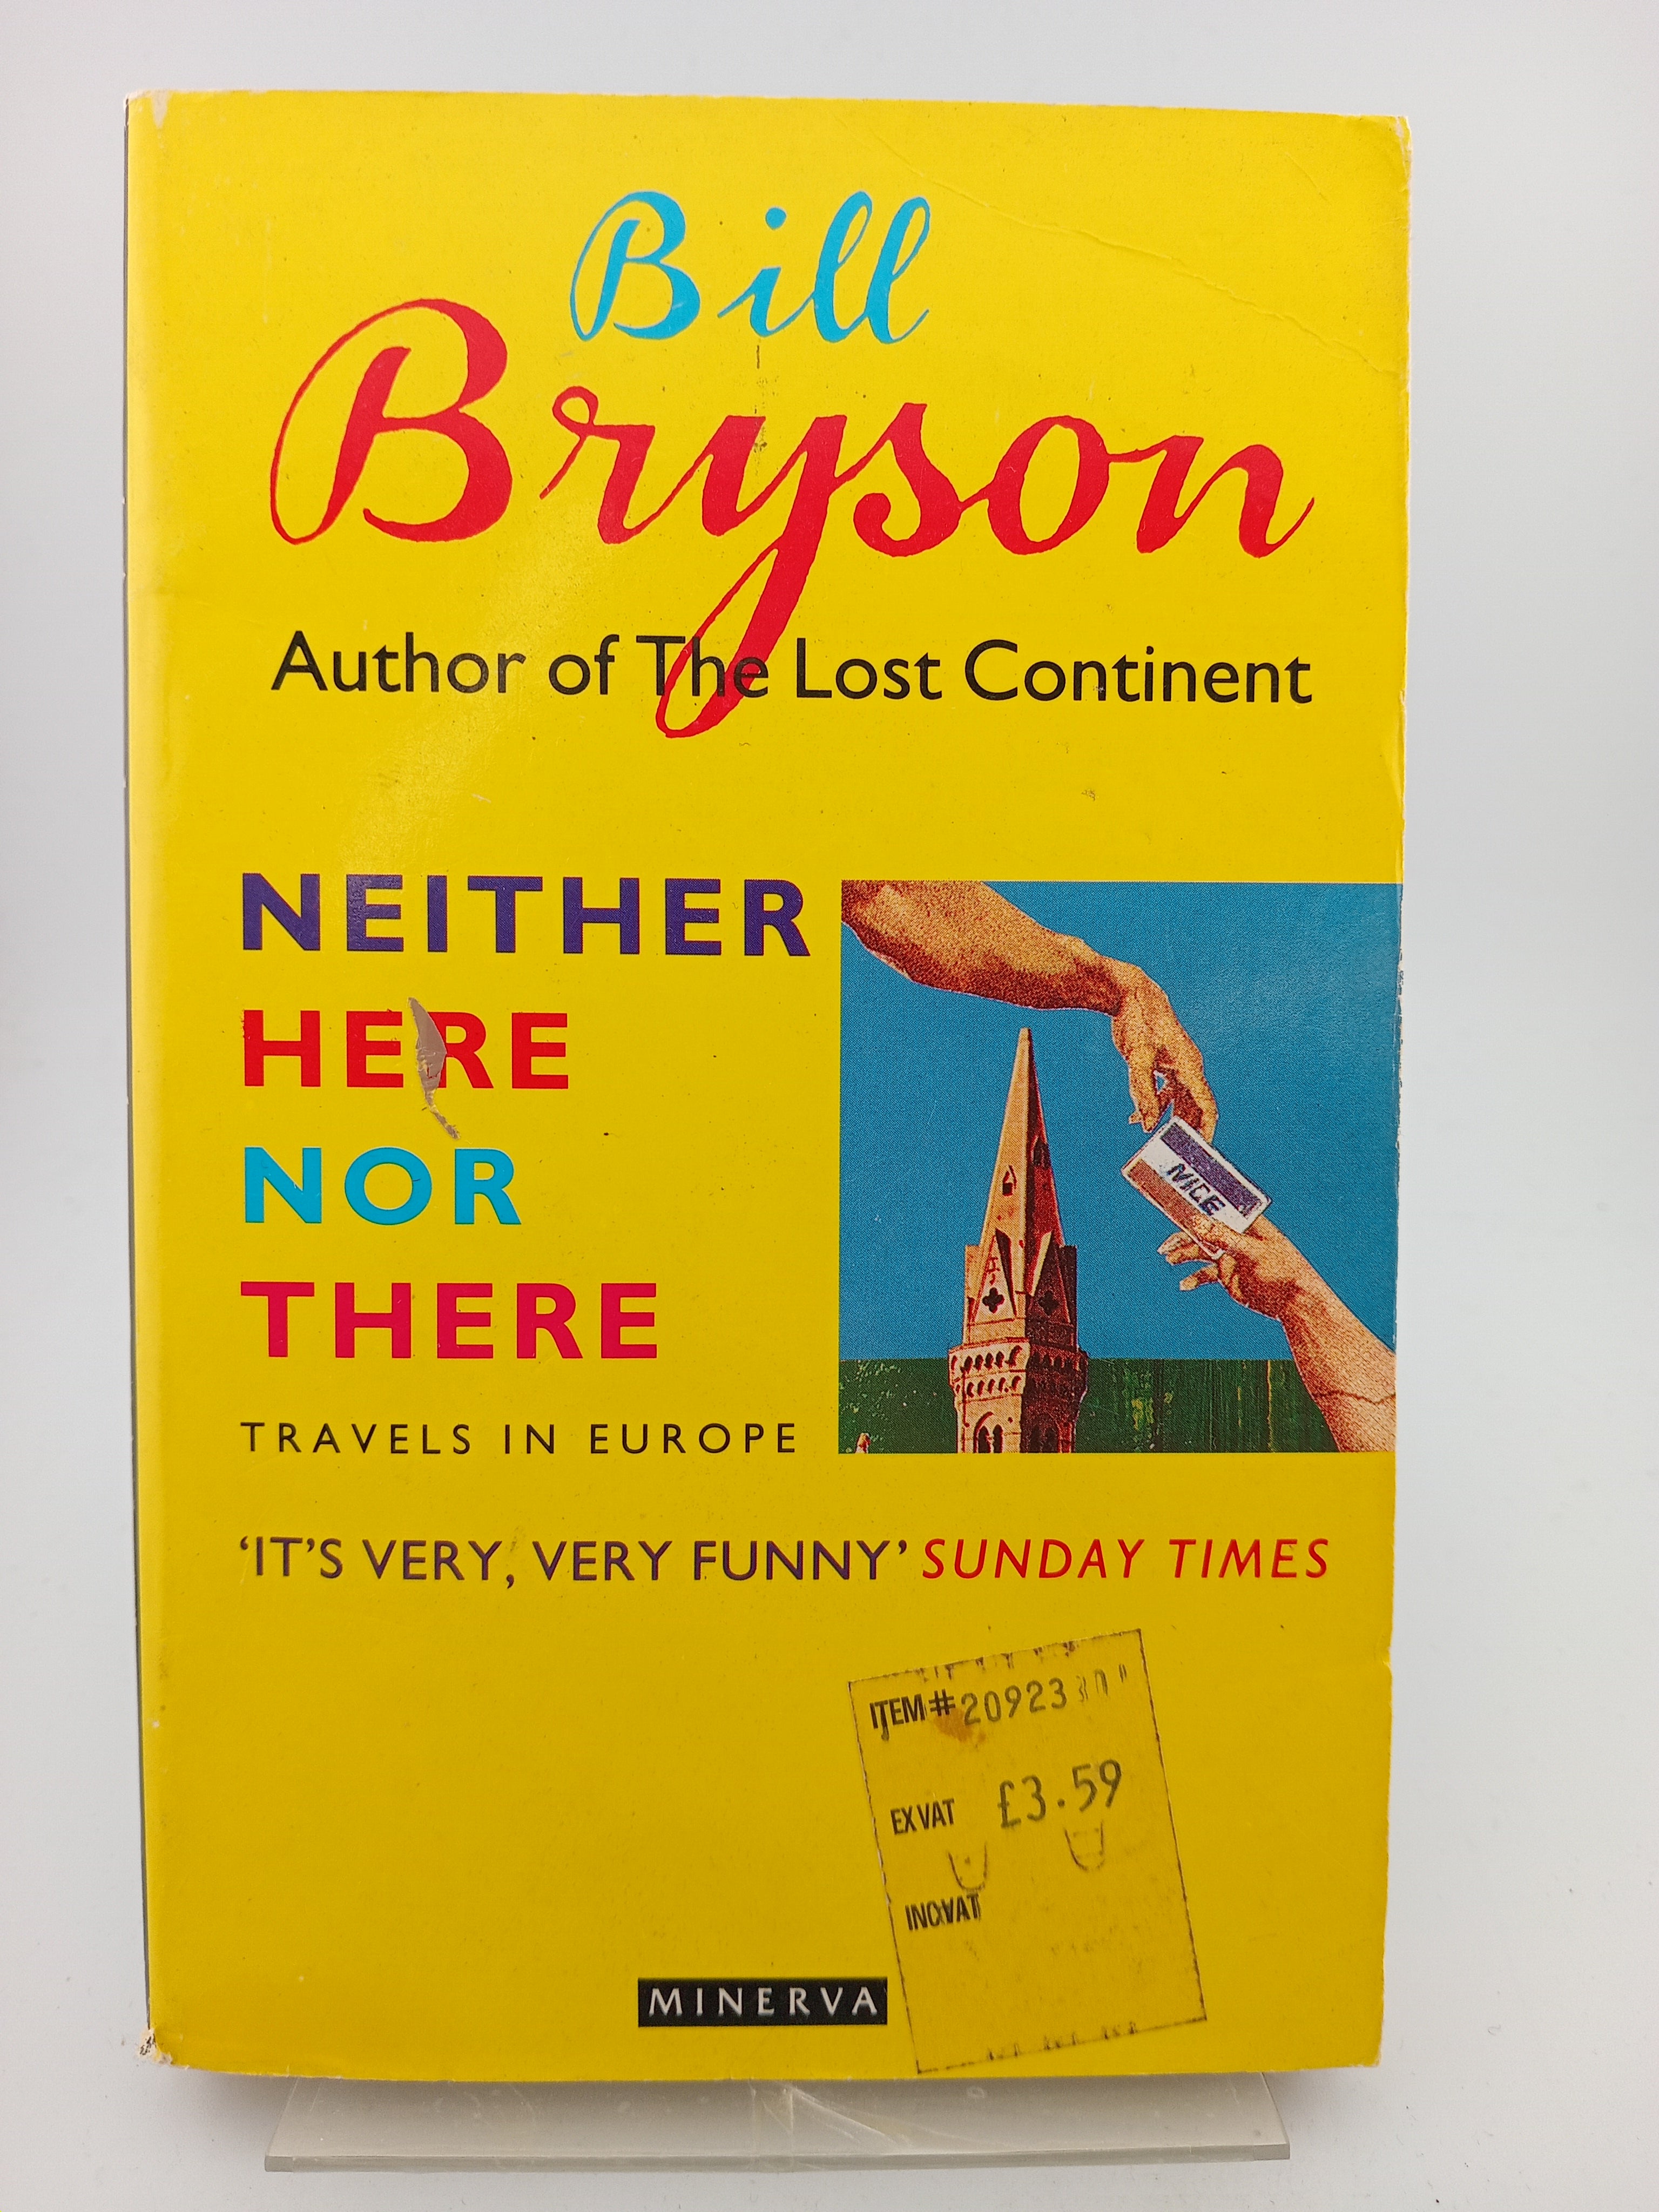 Bill
Bryson
Author of The Lost Continent
NEITHER
HERE
NOR
THERE
NICE
TRAVELS IN EUROPE
‘IT’S VERY, VERY FUNNY’ SUNDAY TIMES
ITEM #
EX VAT £3.59
INC VAT
MINERVA